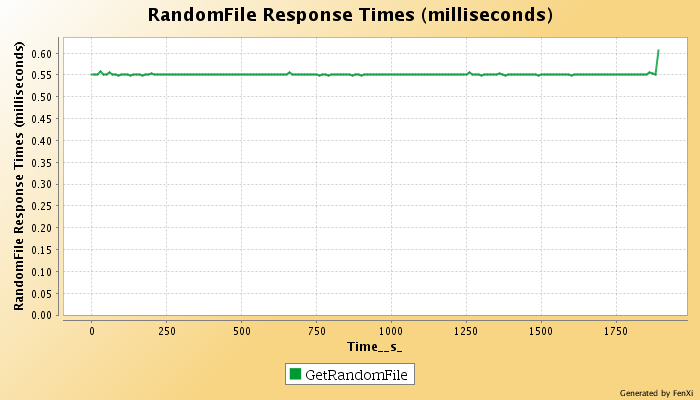 RandomFile Response Times (milliseconds)
RandomFile Response Times (milliseconds)
0.60
0.55
0.50
0.45
0.40
0.35
0.30
0.25
0.20
0.15
0.10
0.05
0.00
0 250 500 750 1000 1250 1500 1750
Time__s_
GetRandomFile
Generated by FenXi